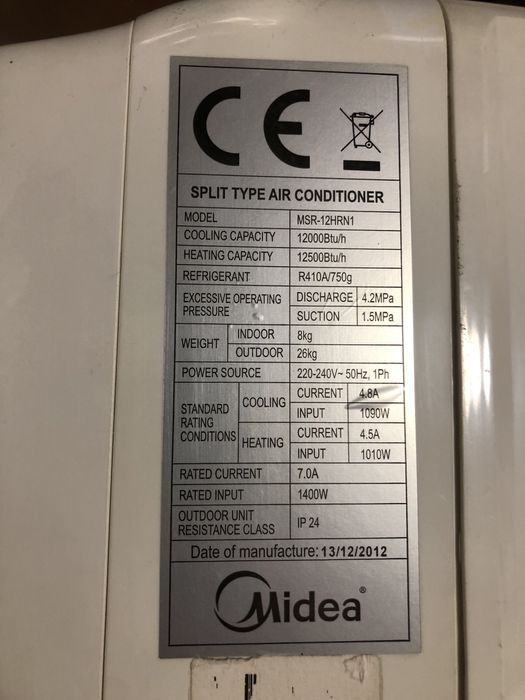 CE
SPLIT TYPE AIR CONDITIONER
MODEL MSR-12HRN1
COOLING CAPACITY 12000Btu/h
HEATING CAPACITY 12500Btu/h
REFRIGERANT R410A/750g
EXCESSIVE OPERATING PRESSURE DISCHARGE 4.2MPa
SUCTION 1.5MPa
WEIGHT INDOOR 8kg
OUTDOOR 26kg
POWER SOURCE 220-240V~ 50Hz, 1Ph
STANDARD RATING CONDITIONS COOLING CURRENT 4.8A
INPUT 1090W
HEATING CURRENT 4.5A
INPUT 1010W
RATED CURRENT 7.0A
RATED INPUT 1400W
OUTDOOR UNIT
RESISTANCE CLASS IP 24
Date of manufacture: 13/12/2012
Midea®